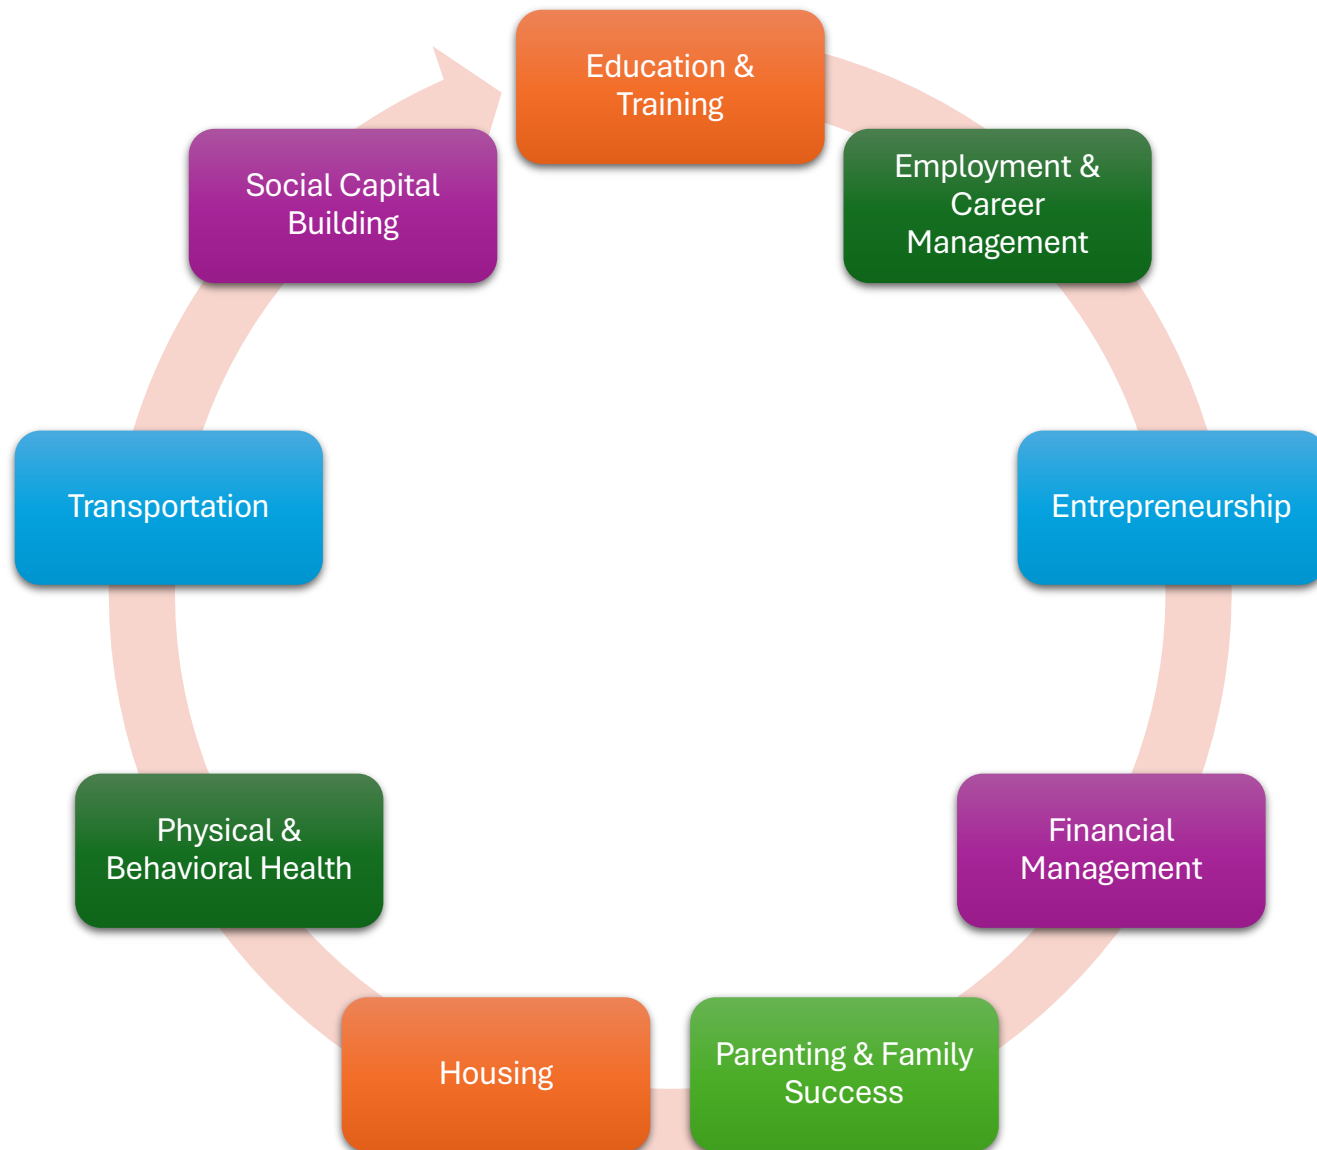 Education &
Training
Employment &
Career
Management
Entrepreneurship
Financial
Management
Parenting & Family
Success
Housing
Physical &
Behavioral Health
Transportation
Social Capital
Building